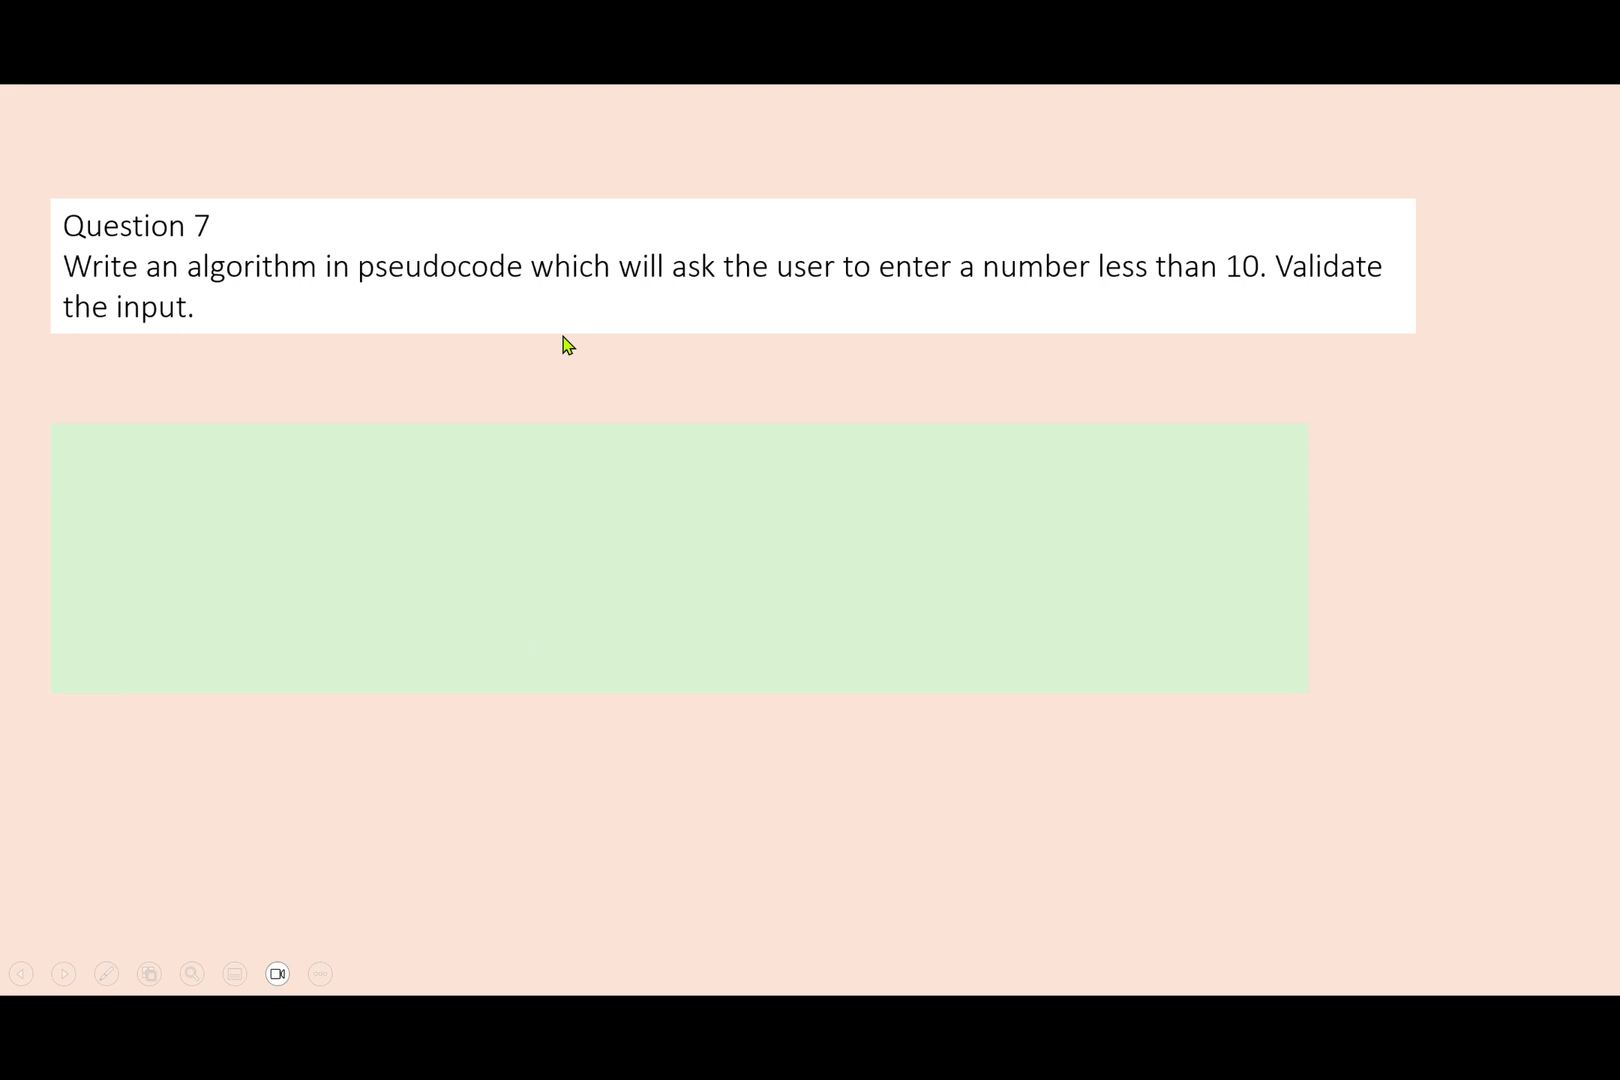 Question 7
Write an algorithm in pseudocode which will ask the user to enter a number less than 10. Validate
the input.